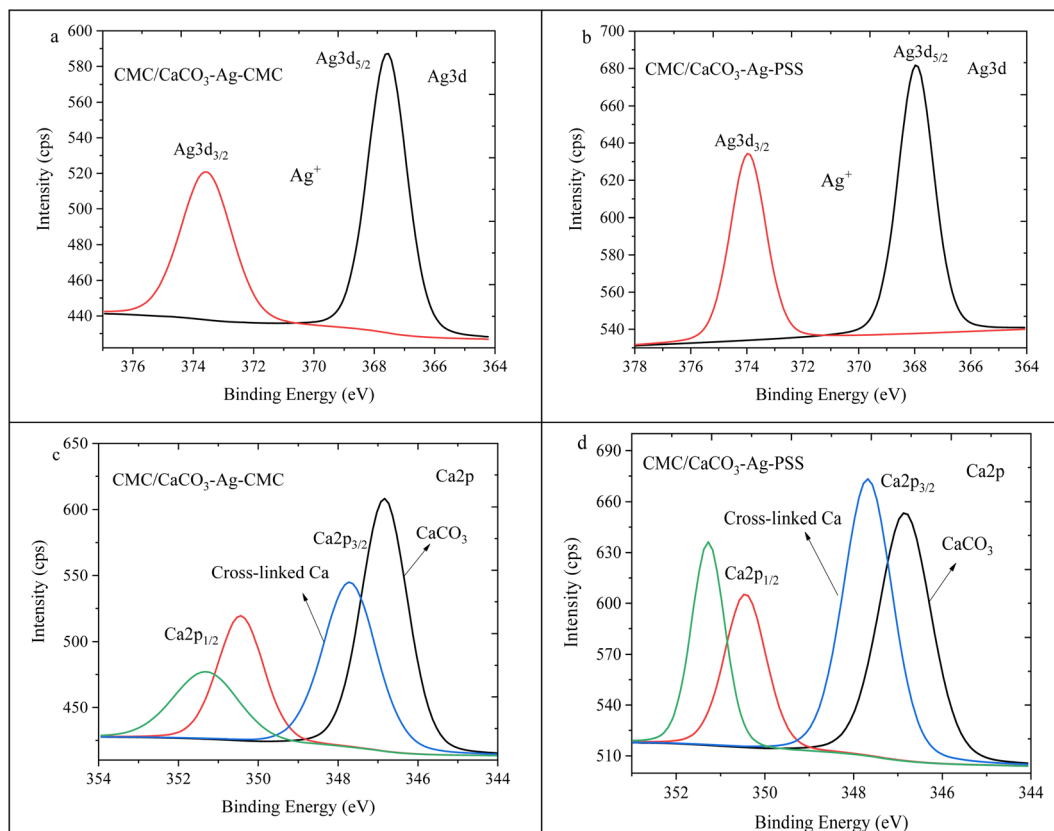 a
CMC/CaCO₃-Ag-CMC
Ag3d₅/₂
Ag3d
Ag3d₃/₂
Ag⁺
600
580
560
540
520
500
480
460
440
376
374
372
370
368
366
364
Intensity (cps)
Binding Energy (eV)
b
CMC/CaCO₃-Ag-PSS
Ag3d₅/₂
Ag3d
Ag3d₃/₂
Ag⁺
700
680
660
640
620
600
580
560
540
378
376
374
372
370
368
366
364
Intensity (cps)
Binding Energy (eV)
c
CMC/CaCO₃-Ag-CMC
Ca2p
Ca2p₃/₂
CaCO₃
Cross-linked Ca
Ca2p₁/₂
650
600
550
500
450
354
352
350
348
346
344
Intensity (cps)
Binding Energy (eV)
d
CMC/CaCO₃-Ag-PSS
Ca2p
Ca2p₃/₂
Cross-linked Ca
CaCO₃
Ca2p₁/₂
690
660
630
600
570
540
510
352
350
348
346
344
Intensity (cps)
Binding Energy (eV)